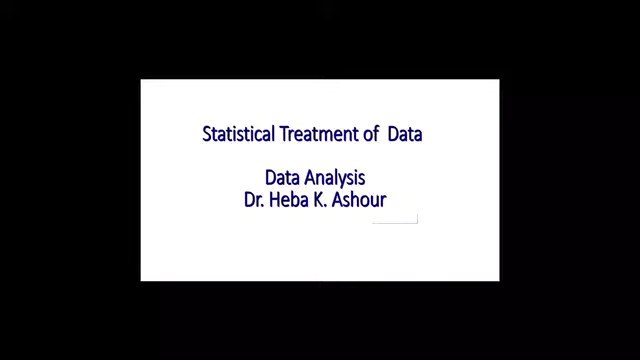 Statistical Treatment of Data
Data Analysis
Dr. Heba K. Ashour